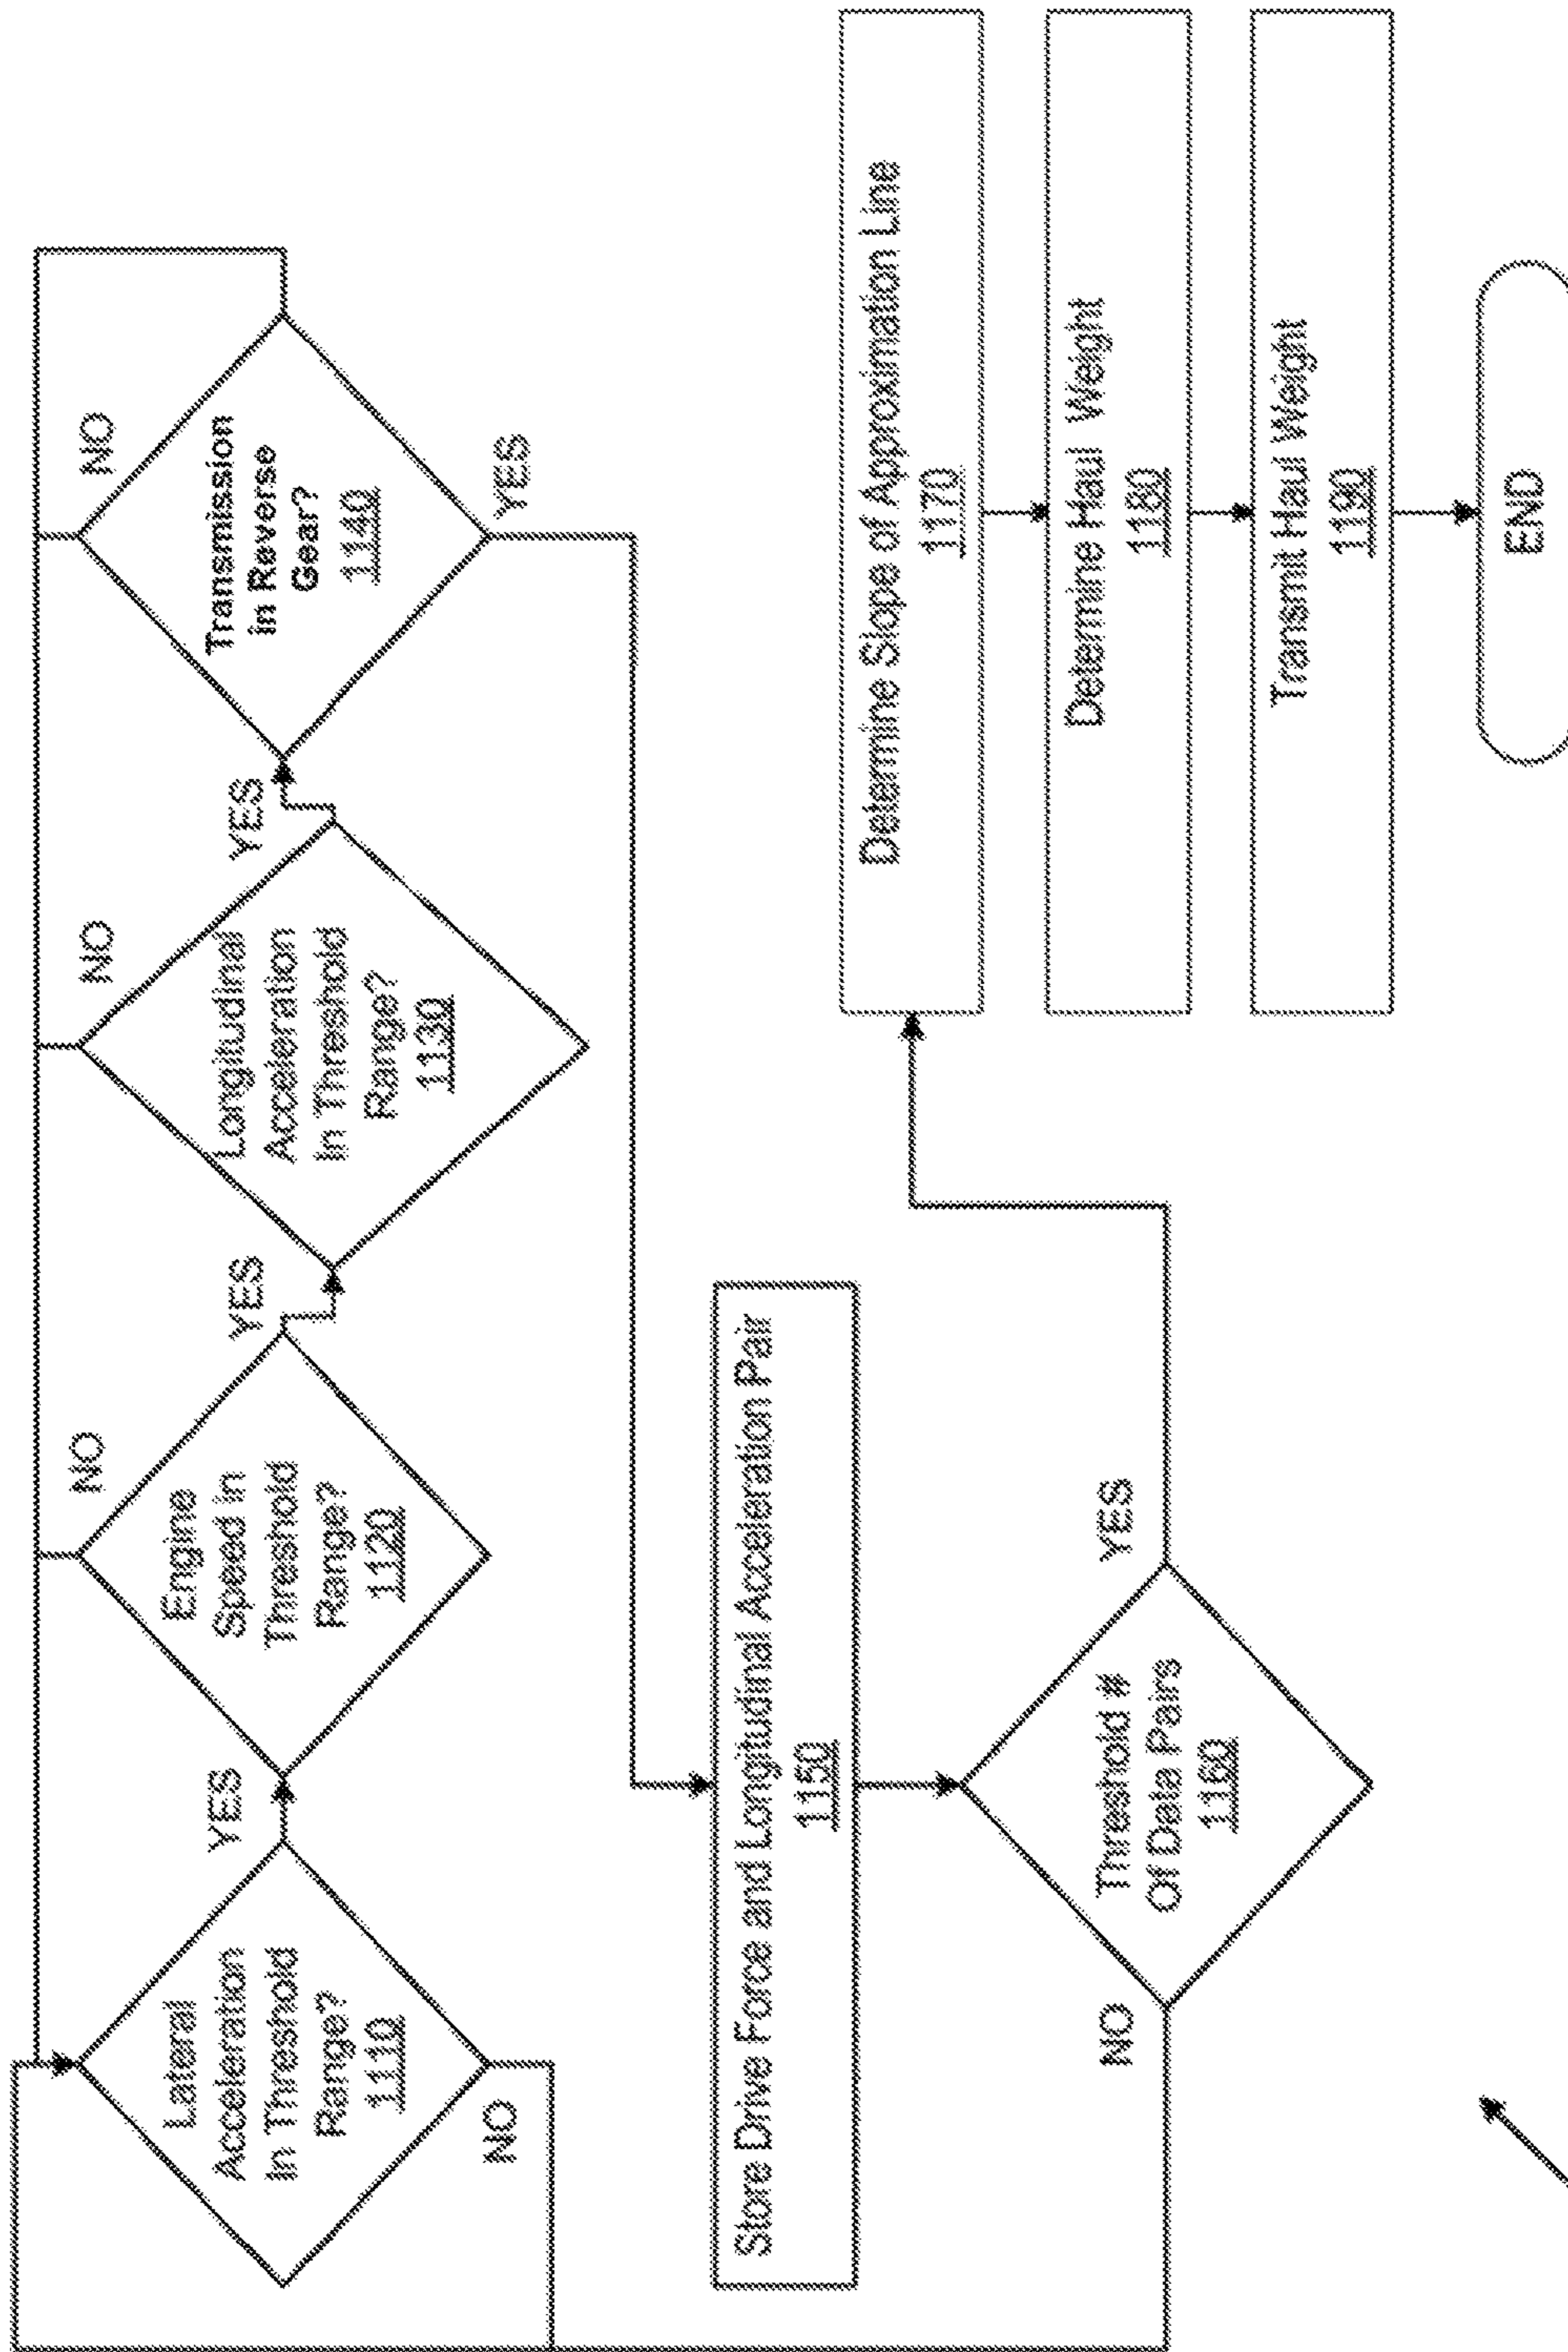 Lateral
Acceleration
In Threshold
Range?
1110
NO
YES
Engine
Speed in
Threshold
Range?
1120
NO
YES
Longitudinal
Acceleration
In Threshold
Range?
1130
NO
YES
Transmission
in Reverse
Gear?
1140
NO
YES
Store Drive Force and Longitudinal Acceleration Pair
1150
Threshold #
Of Data Pairs
1160
NO
YES
Determine Slope of Approximation Line
1170
Determine Haul Weight
1180
Transmit Haul Weight
1190
END